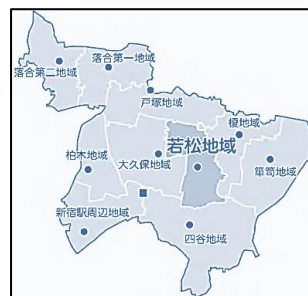 落合第一地域
落合第二地域
戸塚地域
榎地域
若松地域
柏木地域
大久保地域
箪笥地域
新宿駅周辺地域
四谷地域